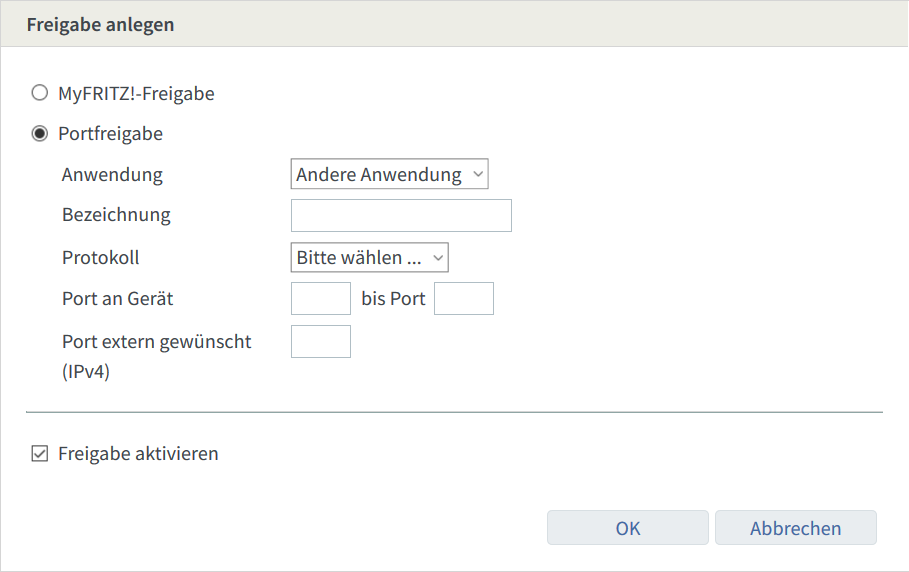 Freigabe anlegen
MyFRITZ!-Freigabe
Portfreigabe
Anwendung Andere Anwendung
Bezeichnung
Protokoll Bitte wählen ...
Port an Gerät bis Port
Port extern gewünscht
(IPv4)
Freigabe aktivieren
OK Abbrechen